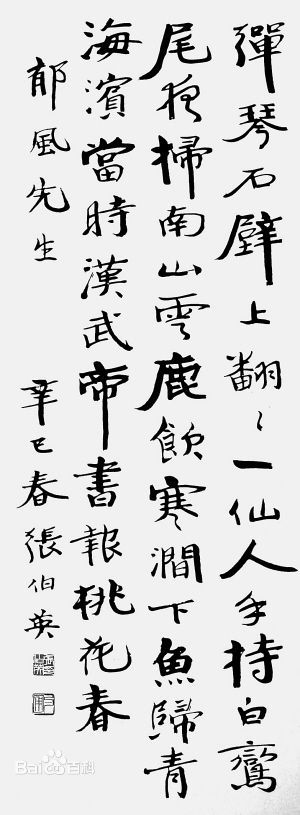 彈琴石壁上翻〻一仙人手持白鸞
尾夜掃南山雲鹿飲寒澗下魚歸青
海濱當時漢武帝書報桃花春
郁風先生 辛巳春張伯英
Bai百科